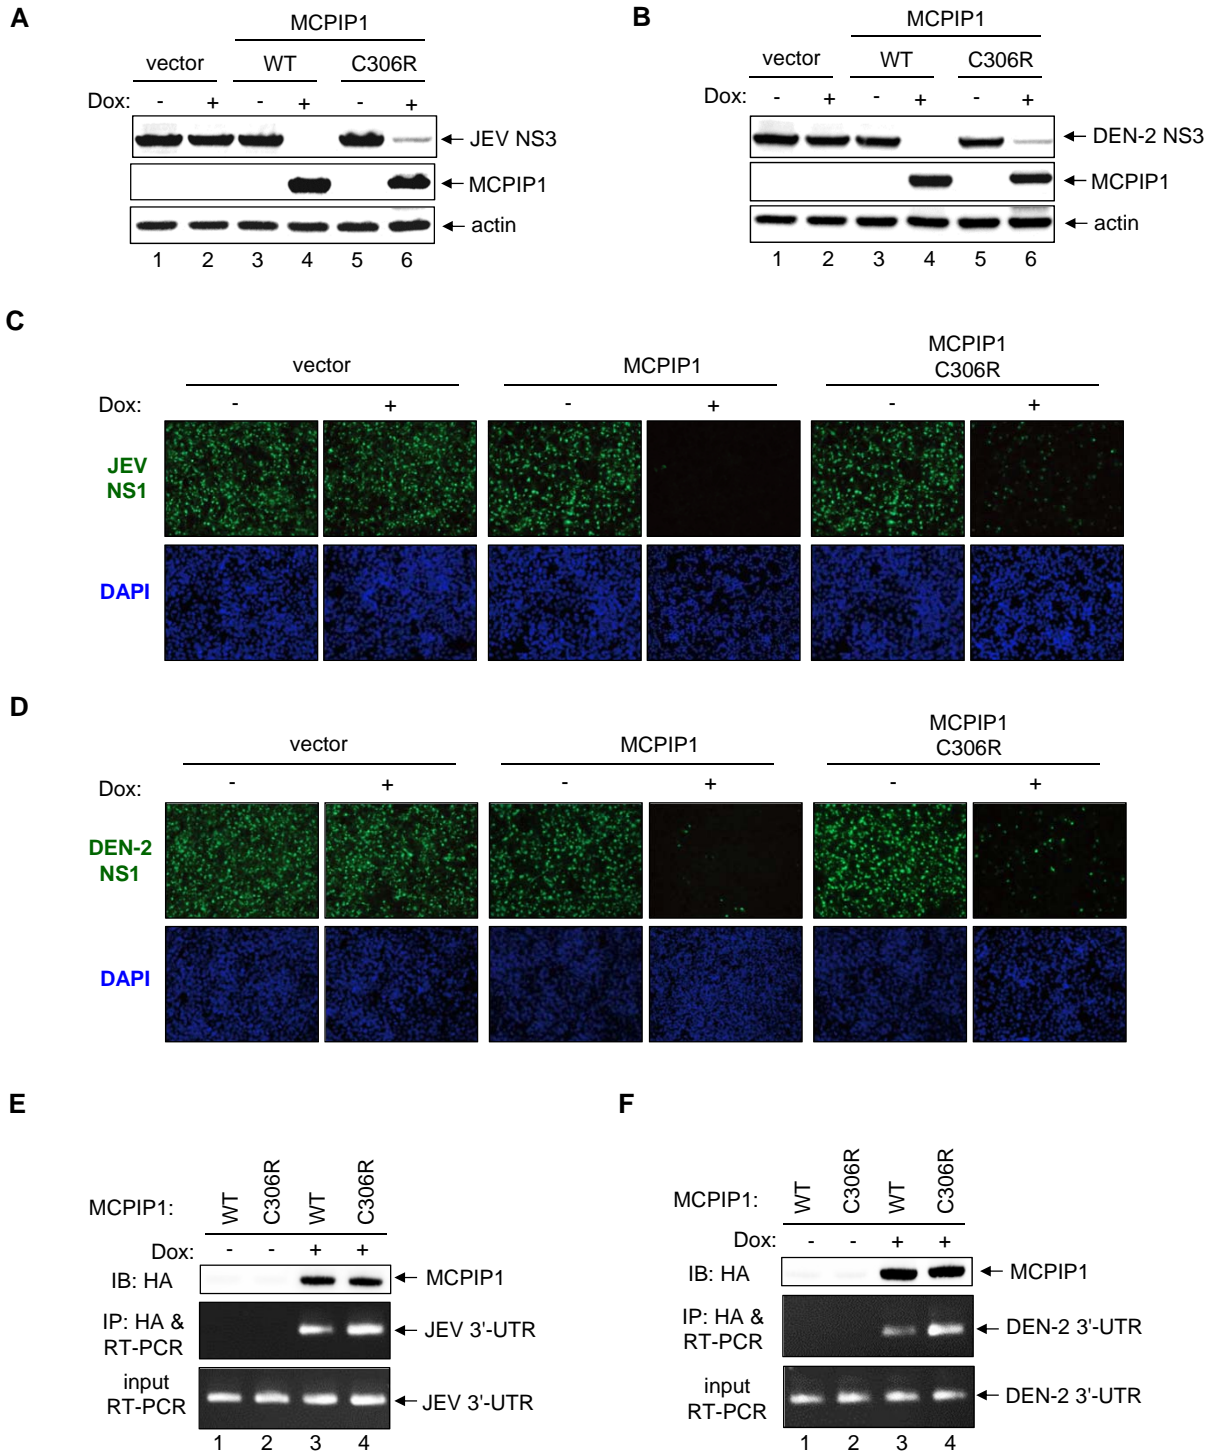 A
MCPIP1
vector WT C306R
Dox: - + - + - +
JEV NS3
MCPIP1
actin
1 2 3 4 5 6
B
MCPIP1
vector WT C306R
Dox: - + - + - +
DEN-2 NS3
MCPIP1
actin
1 2 3 4 5 6
C
vector MCPIP1 MCPIP1
C306R
Dox: - + - + - +
JEV
NS1
DAPI
D
vector MCPIP1 MCPIP1
C306R
Dox: - + - + - +
DEN-2
NS1
DAPI
E
MCPIP1: WT C306R WT C306R
Dox: - - + +
IB: HA MCPIP1
IP: HA &
RT-PCR JEV 3'-UTR
input
RT-PCR JEV 3'-UTR
1 2 3 4
F
MCPIP1: WT C306R WT C306R
Dox: - - + +
IB: HA MCPIP1
IP: HA &
RT-PCR DEN-2 3'-UTR
input
RT-PCR DEN-2 3'-UTR
1 2 3 4